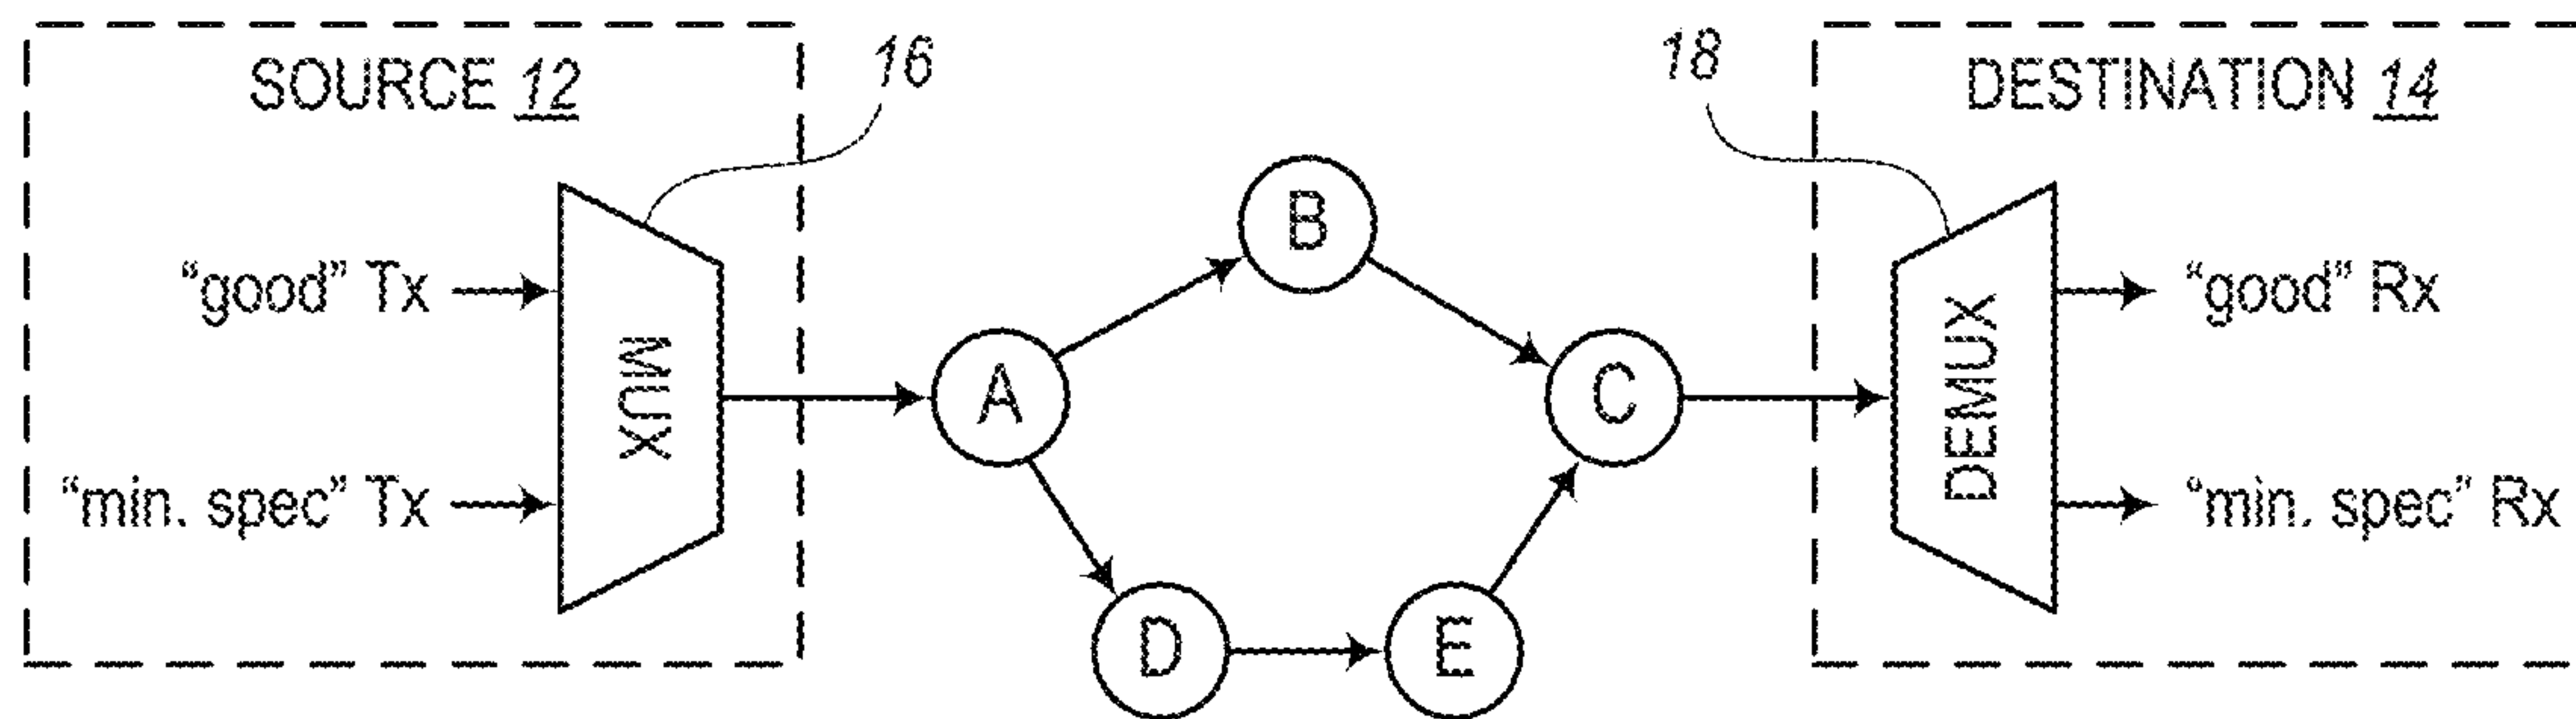 SOURCE 12
16
18
DESTINATION 14
B
“good” Tx
“good” Rx
MUX
A
C
DEMUX
“min. spec” Tx
“min. spec” Rx
D
E